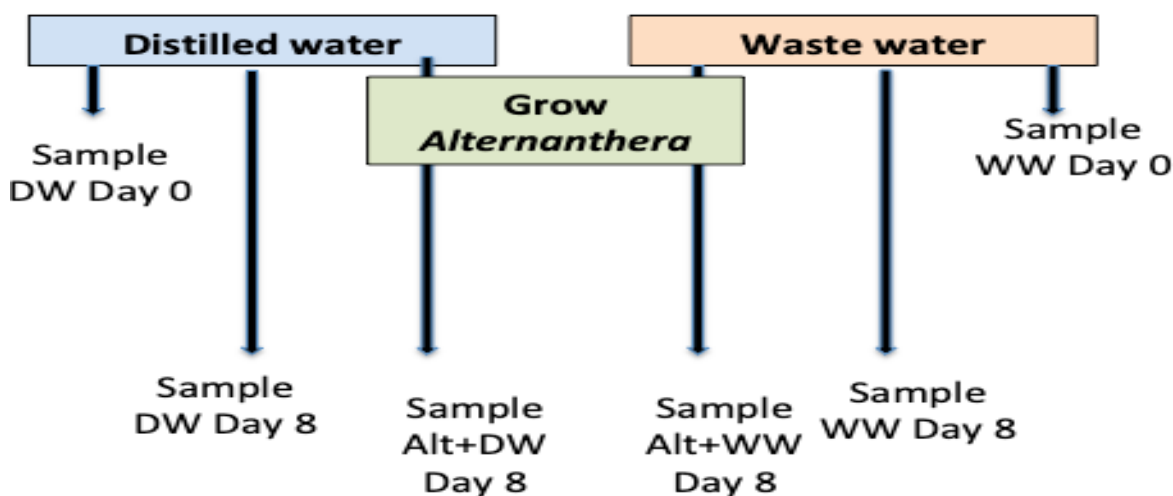 Distilled water
Waste water
Grow
Alternanthera
Sample
DW Day 0
Sample
WW Day 0
Sample
DW Day 8
Sample
Alt+DW
Day 8
Sample
Alt+WW
Day 8
Sample
WW Day 8